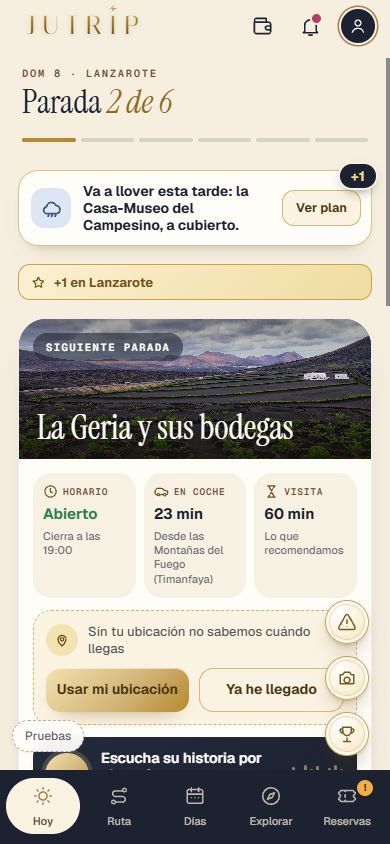 JUTRIP
DOM 8 · LANZAROTE
Parada 2 de 6
+1
Va a llover esta tarde: la
Casa-Museo del
Campesino, a cubierto.
Ver plan
+1 en Lanzarote
SIGUIENTE PARADA
La Geria y sus bodegas
HORARIO
Abierto
Cierra a las
19:00
EN COCHE
23 min
Desde las
Montañas del
Fuego
(Timanfaya)
VISITA
60 min
Lo que
recomendamos
Sin tu ubicación no sabemos cuándo
llegas
Usar mi ubicación
Ya he llegado
Pruebas
Escucha su historia por
Hoy
Ruta
Días
Explorar
!
Reservas